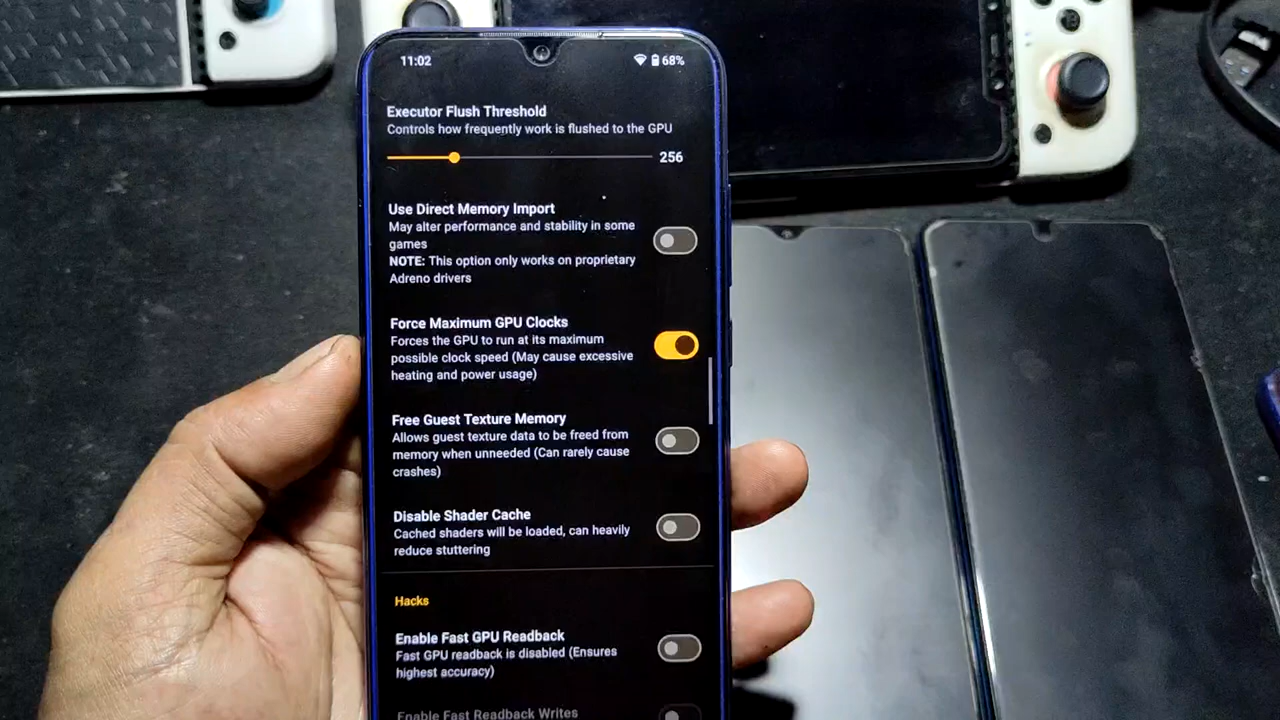 11:02
68%
Executor Flush Threshold
Controls how frequently work is flushed to the GPU
256
Use Direct Memory Import
May alter performance and stability in some
games
NOTE: This option only works on proprietary
Adreno drivers
Force Maximum GPU Clocks
Forces the GPU to run at its maximum
possible clock speed (May cause excessive
heating and power usage)
Free Guest Texture Memory
Allows guest texture data to be freed from
memory when unneeded (Can rarely cause
crashes)
Disable Shader Cache
Cached shaders will be loaded, can heavily
reduce stuttering
Hacks
Enable Fast GPU Readback
Fast GPU readback is disabled (Ensures
highest accuracy)
Enable Fast Readback Writes